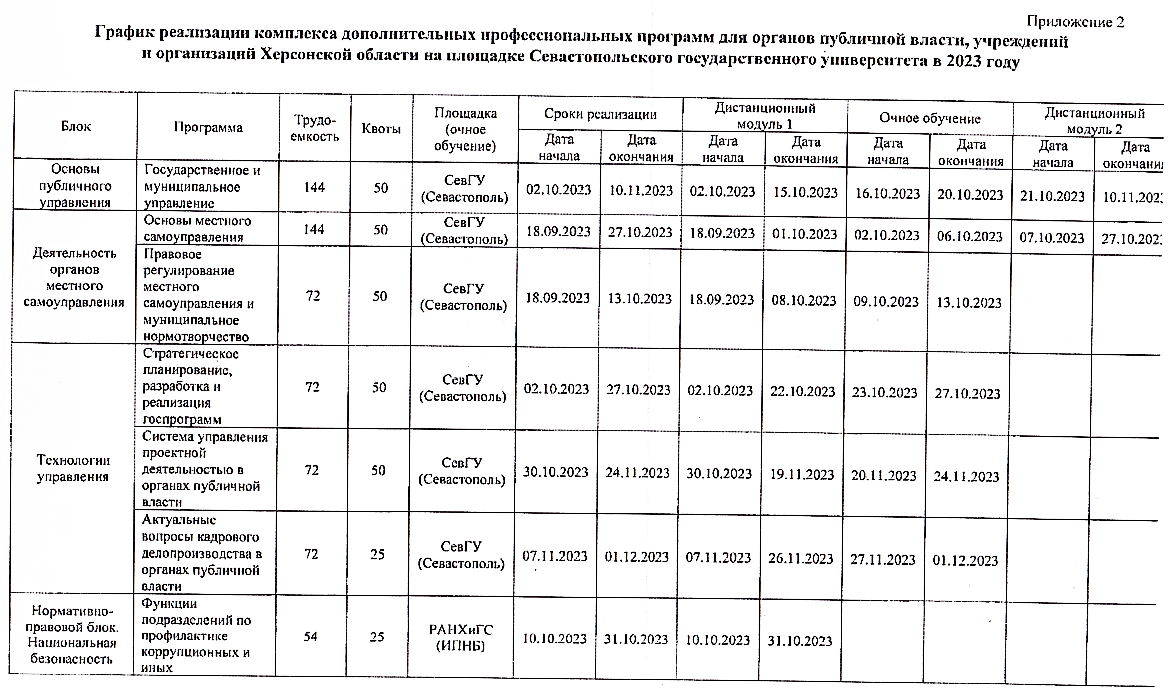 Приложение 2
График реализации комплекса дополнительных профессиональных программ для органов публичной власти, учреждений
и организаций Херсонской области на площадке Севастопольского государственного университета в 2023 году
Блок
Программа
Трудо-
емкость
Квоты
Площадка
(очное
обучение)
Сроки реализации
Дистанционный
модуль 1
Очное обучение
Дистанционный
модуль 2
Дата
начала
Дата
окончания
Дата
начала
Дата
окончания
Дата
начала
Дата
окончания
Дата
начала
Дата
окончания
Основы
публичного
управления
Государственное и
муниципальное
управление
144
50
СевГУ
(Севастополь)
02.10.2023
10.11.2023
02.10.2023
15.10.2023
16.10.2023
20.10.2023
21.10.2023
10.11.2023
Деятельность
органов
местного
самоуправления
Основы местного
самоуправления
144
50
СевГУ
(Севастополь)
18.09.2023
27.10.2023
18.09.2023
01.10.2023
02.10.2023
06.10.2023
07.10.2023
27.10.2023
Правовое
регулирование
местного
самоуправления и
муниципальное
нормотворчество
72
50
СевГУ
(Севастополь)
18.09.2023
13.10.2023
18.09.2023
08.10.2023
09.10.2023
13.10.2023
Технологии
управления
Стратегическое
планирование,
разработка и
реализация
госпрограмм
72
50
СевГУ
(Севастополь)
02.10.2023
27.10.2023
02.10.2023
22.10.2023
23.10.2023
27.10.2023
Система управления
проектной
деятельностью в
органах публичной
власти
72
50
СевГУ
(Севастополь)
30.10.2023
24.11.2023
30.10.2023
19.11.2023
20.11.2023
24.11.2023
Актуальные
вопросы кадрового
делопроизводства в
органах публичной
власти
72
25
СевГУ
(Севастополь)
07.11.2023
01.12.2023
07.11.2023
26.11.2023
27.11.2023
01.12.2023
Нормативно-
правовой блок.
Национальная
безопасность
Функции
подразделений по
профилактике
коррупционных и
иных
54
25
РАНХиГС
(ИПНБ)
10.10.2023
31.10.2023
10.10.2023
31.10.2023